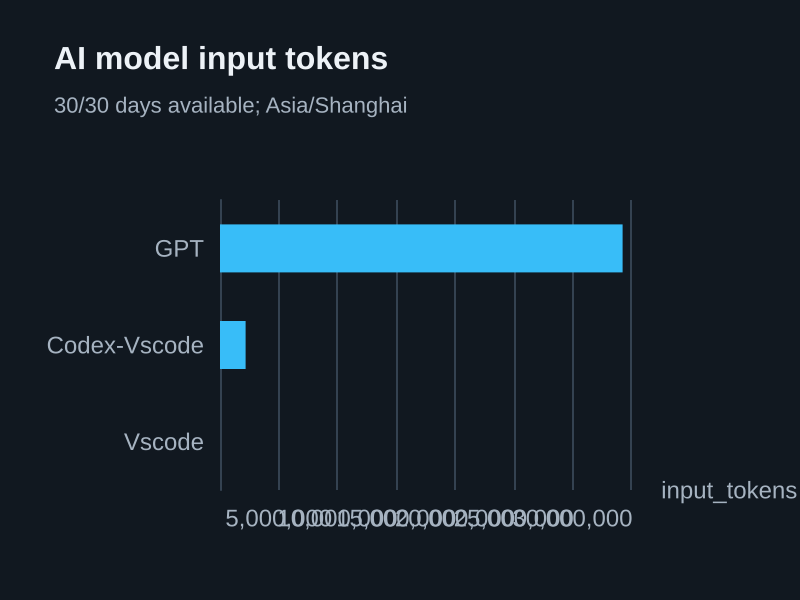 AI model input tokens
30/30 days available; Asia/Shanghai
GPT
Codex-Vscode
Vscode
input_tokens